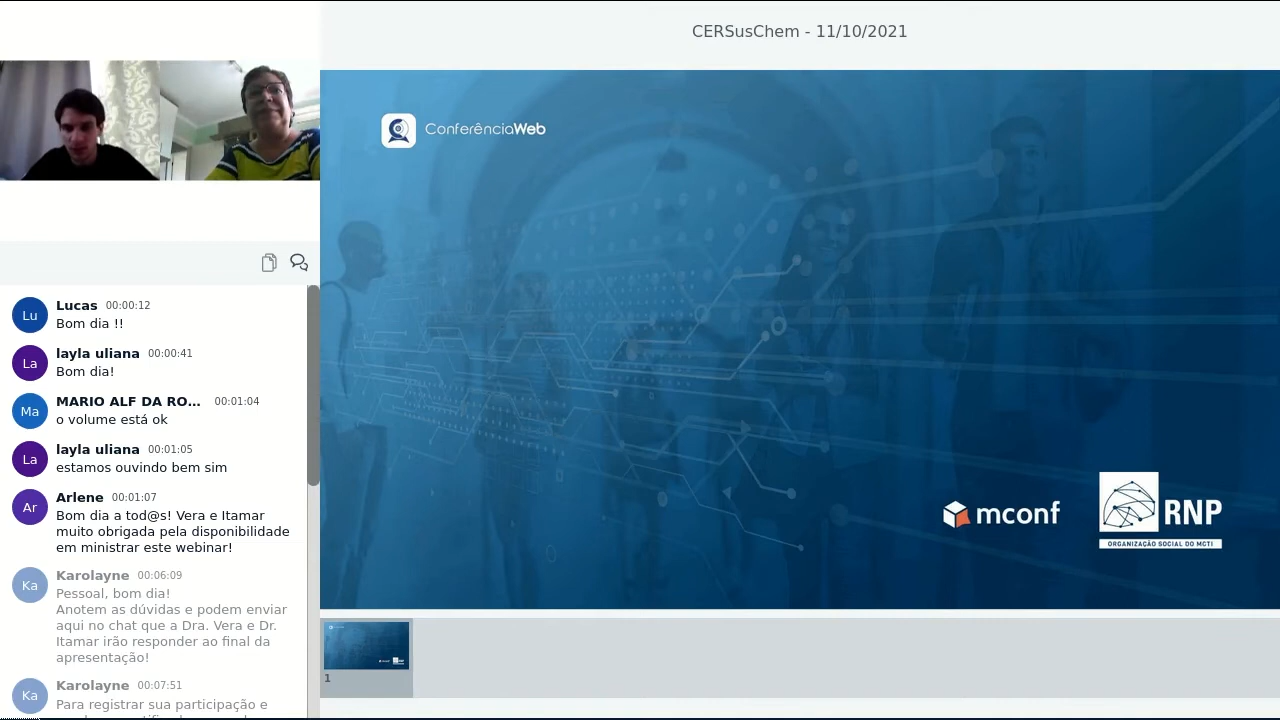 CERSusChem - 11/10/2021
ConferênciaWeb
mconf
RNP
ORGANIZAÇÃO SOCIAL DO MCTI
Lu
Lucas 00:00:12
Bom dia !!
La
layla uliana 00:00:41
Bom dia!
Ma
MARIO ALF DA RO... 00:01:04
o volume está ok
La
layla uliana 00:01:05
estamos ouvindo bem sim
Ar
Arlene 00:01:07
Bom dia a tod@s! Vera e Itamar
muito obrigada pela disponibilidade
em ministrar este webinar!
Ka
Karolayne 00:06:09
Pessoal, bom dia!
Anotem as dúvidas e podem enviar
aqui no chat que a Dra. Vera e Dr.
Itamar irão responder ao final da
apresentação!
Ka
Karolayne 00:07:51
Para registrar sua participação e
1